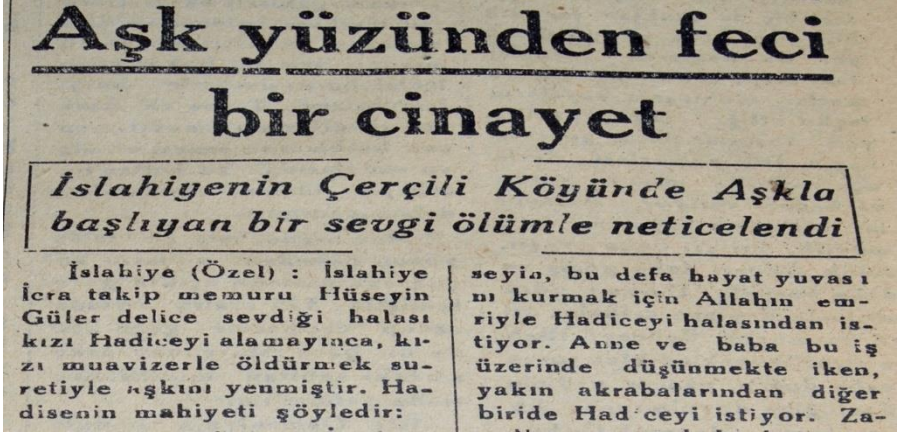 Aşk yüzünden feci
bir cinayet
İslahiyenin Çerçili Köyünde Aşkla
başlıyan bir sevgi ölümle neticelendi
İslahiye (Özel) : İslahiye
İcra takip memuru Hüseyin
Güler delice sevdiği halası
kızı Hadiceyi alamayınca, kı-
zı muavizerle öldürmek su-
retiyle aşkını yenmiştir. Ha-
disenin mahiyeti şöyledir:
seyin, bu defa hayat yuvası
nı kurmak için Allahın em-
riyle Hadiceyi halasından is-
tiyor. Anne ve baba bu iş
üzerinde düşünmekte iken,
yakın akrabalarından diğer
biride Hadiceyi istiyor. Za-